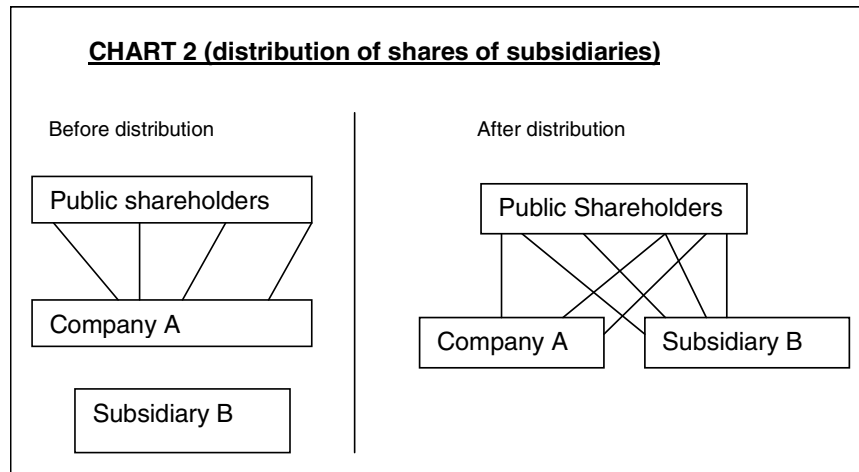 CHART 2 (distribution of shares of subsidiaries)
Before distribution
Public shareholders
Company A
Subsidiary B
After distribution
Public Shareholders
Company A
Subsidiary B